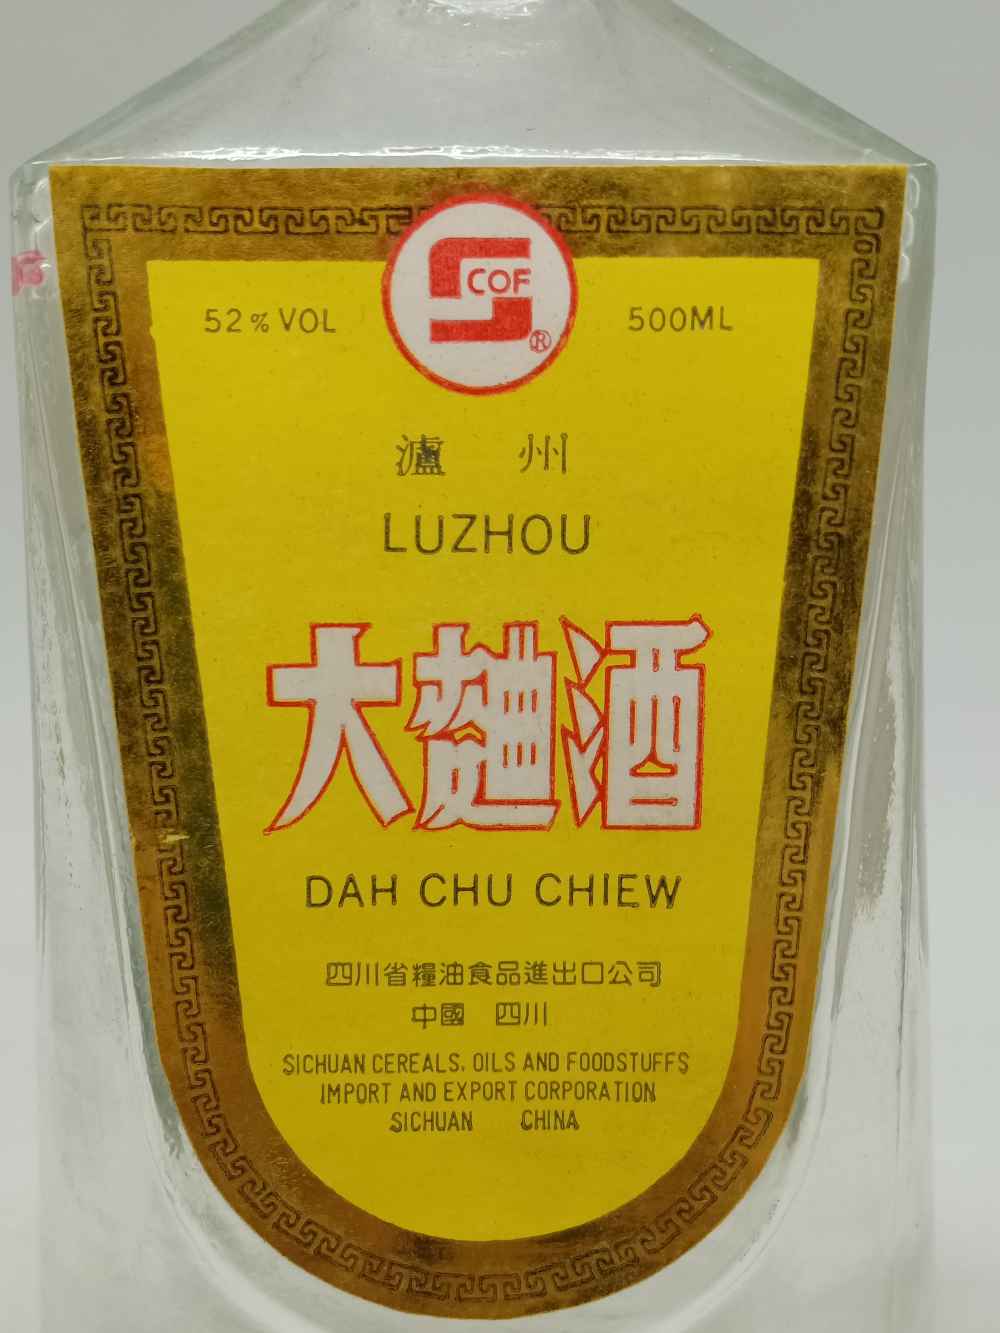 SCOF
®
52% VOL
500ML
瀘 州
LUZHOU
大麯酒
DAH CHU CHIEW
四川省糧油食品進出口公司
中國 四川
SICHUAN CEREALS, OILS AND FOODSTUFFS
IMPORT AND EXPORT CORPORATION
SICHUAN CHINA